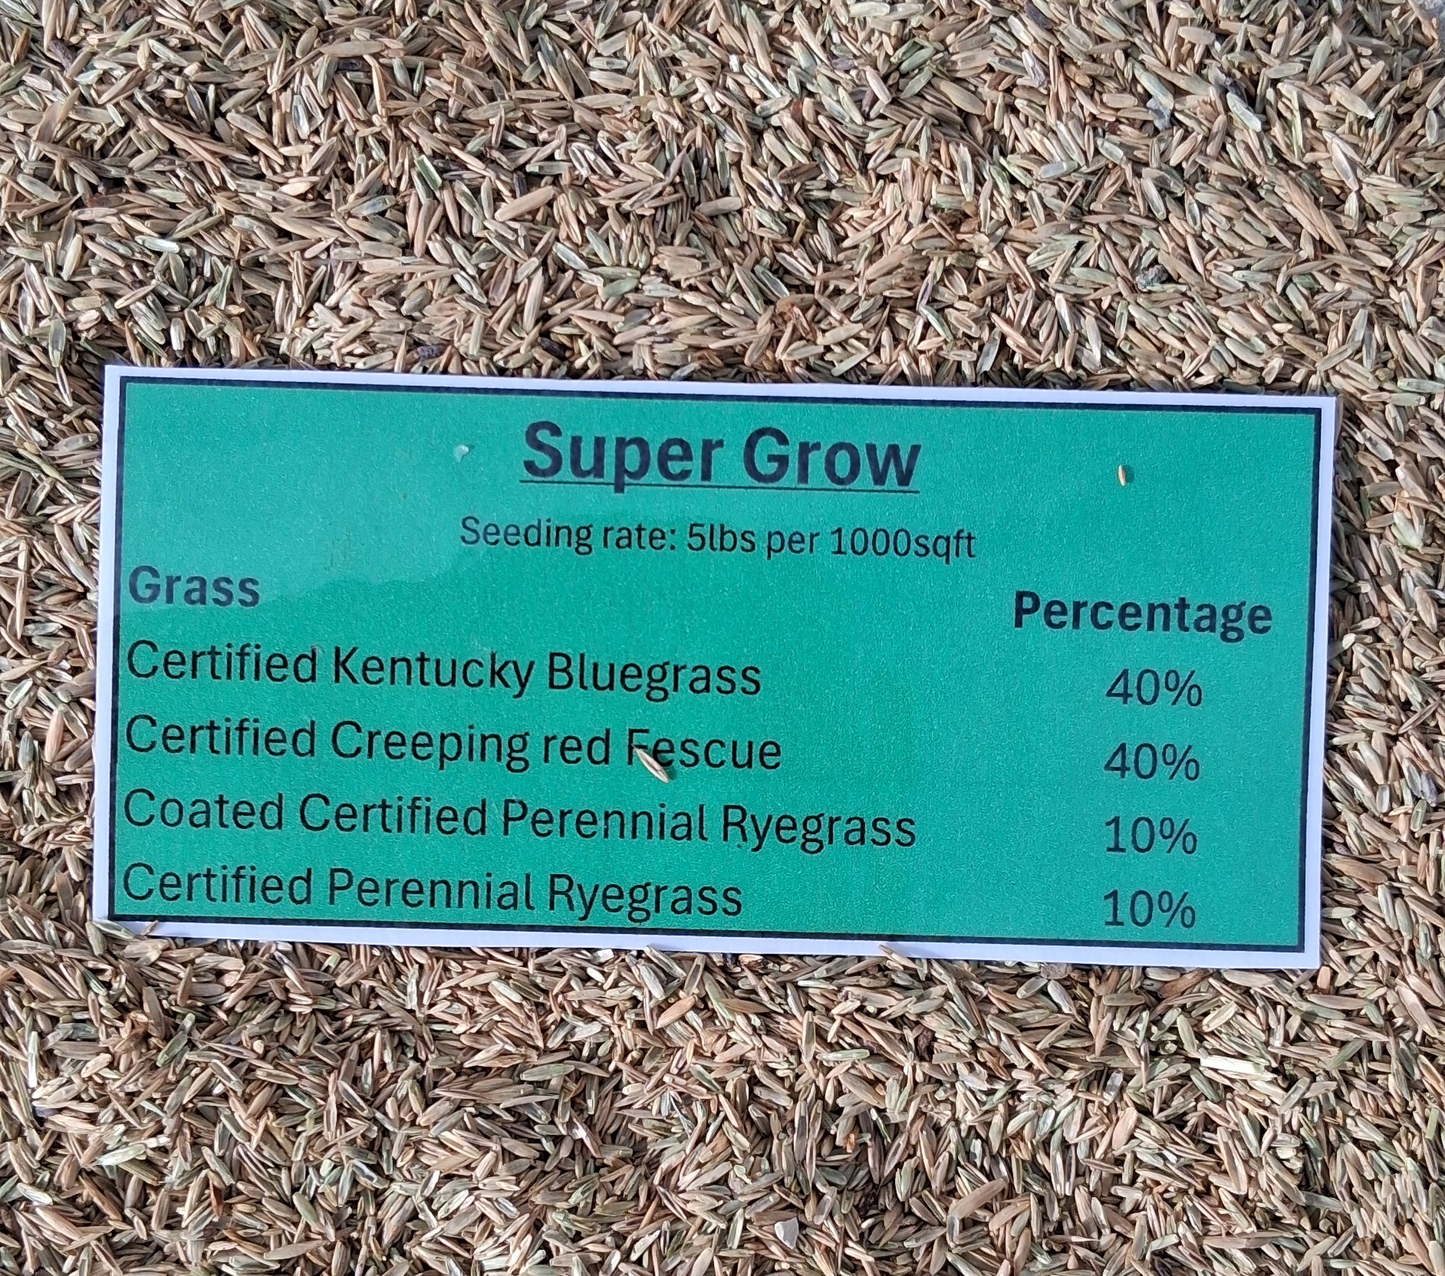 Super Grow
Seeding rate: 5lbs per 1000sqft
Grass Percentage
Certified Kentucky Bluegrass 40%
Certified Creeping red Fescue 40%
Coated Certified Perennial Ryegrass 10%
Certified Perennial Ryegrass 10%